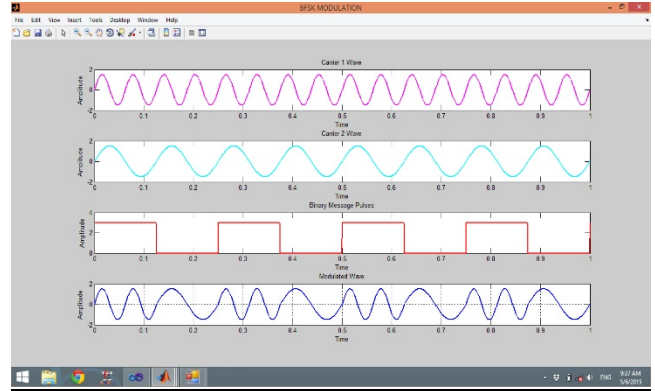 BFSK MODULATION
File Edit View Insert Tools Desktop Window Help
Carrier 1 Wave
2
0
-2
Amplitude
0 0.1 0.2 0.3 0.4 0.5 0.6 0.7 0.8 0.9 1
Time
Carrier 2 Wave
2
0
-2
Amplitude
0 0.1 0.2 0.3 0.4 0.5 0.6 0.7 0.8 0.9 1
Time
Binary Message Pulses
4
2
0
Amplitude
0 0.1 0.2 0.3 0.4 0.5 0.6 0.7 0.8 0.9 1
Time
Modulated Wave
2
0
-2
Amplitude
0 0.1 0.2 0.3 0.4 0.5 0.6 0.7 0.8 0.9 1
Time
ENG
9:37 AM
5/6/2015